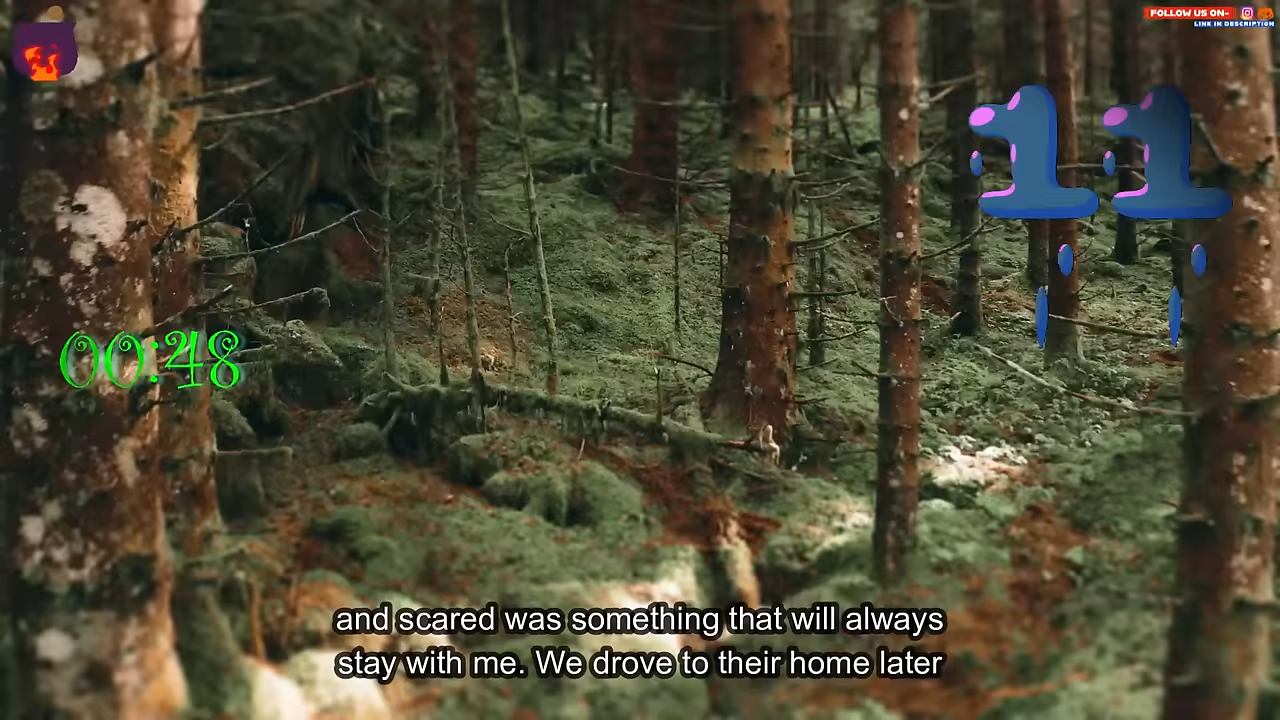 FOLLOW US ON-
LINK IN DESCRIPTION
11
00:48
and scared was something that will always
stay with me. We drove to their home later